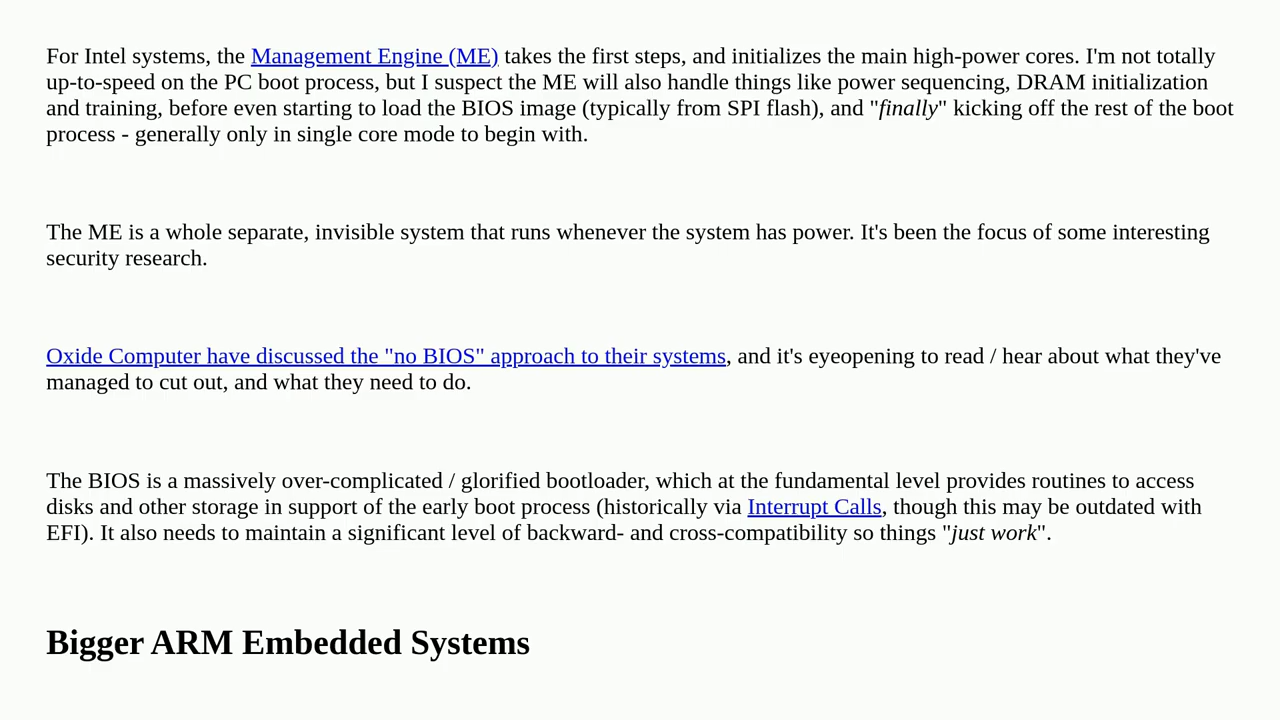 For Intel systems, the Management Engine (ME) takes the first steps, and initializes the main high-power cores. I'm not totally
up-to-speed on the PC boot process, but I suspect the ME will also handle things like power sequencing, DRAM initialization
and training, before even starting to load the BIOS image (typically from SPI flash), and "finally" kicking off the rest of the boot
process - generally only in single core mode to begin with.
The ME is a whole separate, invisible system that runs whenever the system has power. It's been the focus of some interesting
security research.
Oxide Computer have discussed the "no BIOS" approach to their systems, and it's eyeopening to read / hear about what they've
managed to cut out, and what they need to do.
The BIOS is a massively over-complicated / glorified bootloader, which at the fundamental level provides routines to access
disks and other storage in support of the early boot process (historically via Interrupt Calls, though this may be outdated with
EFI). It also needs to maintain a significant level of backward- and cross-compatibility so things "just work".
Bigger ARM Embedded Systems